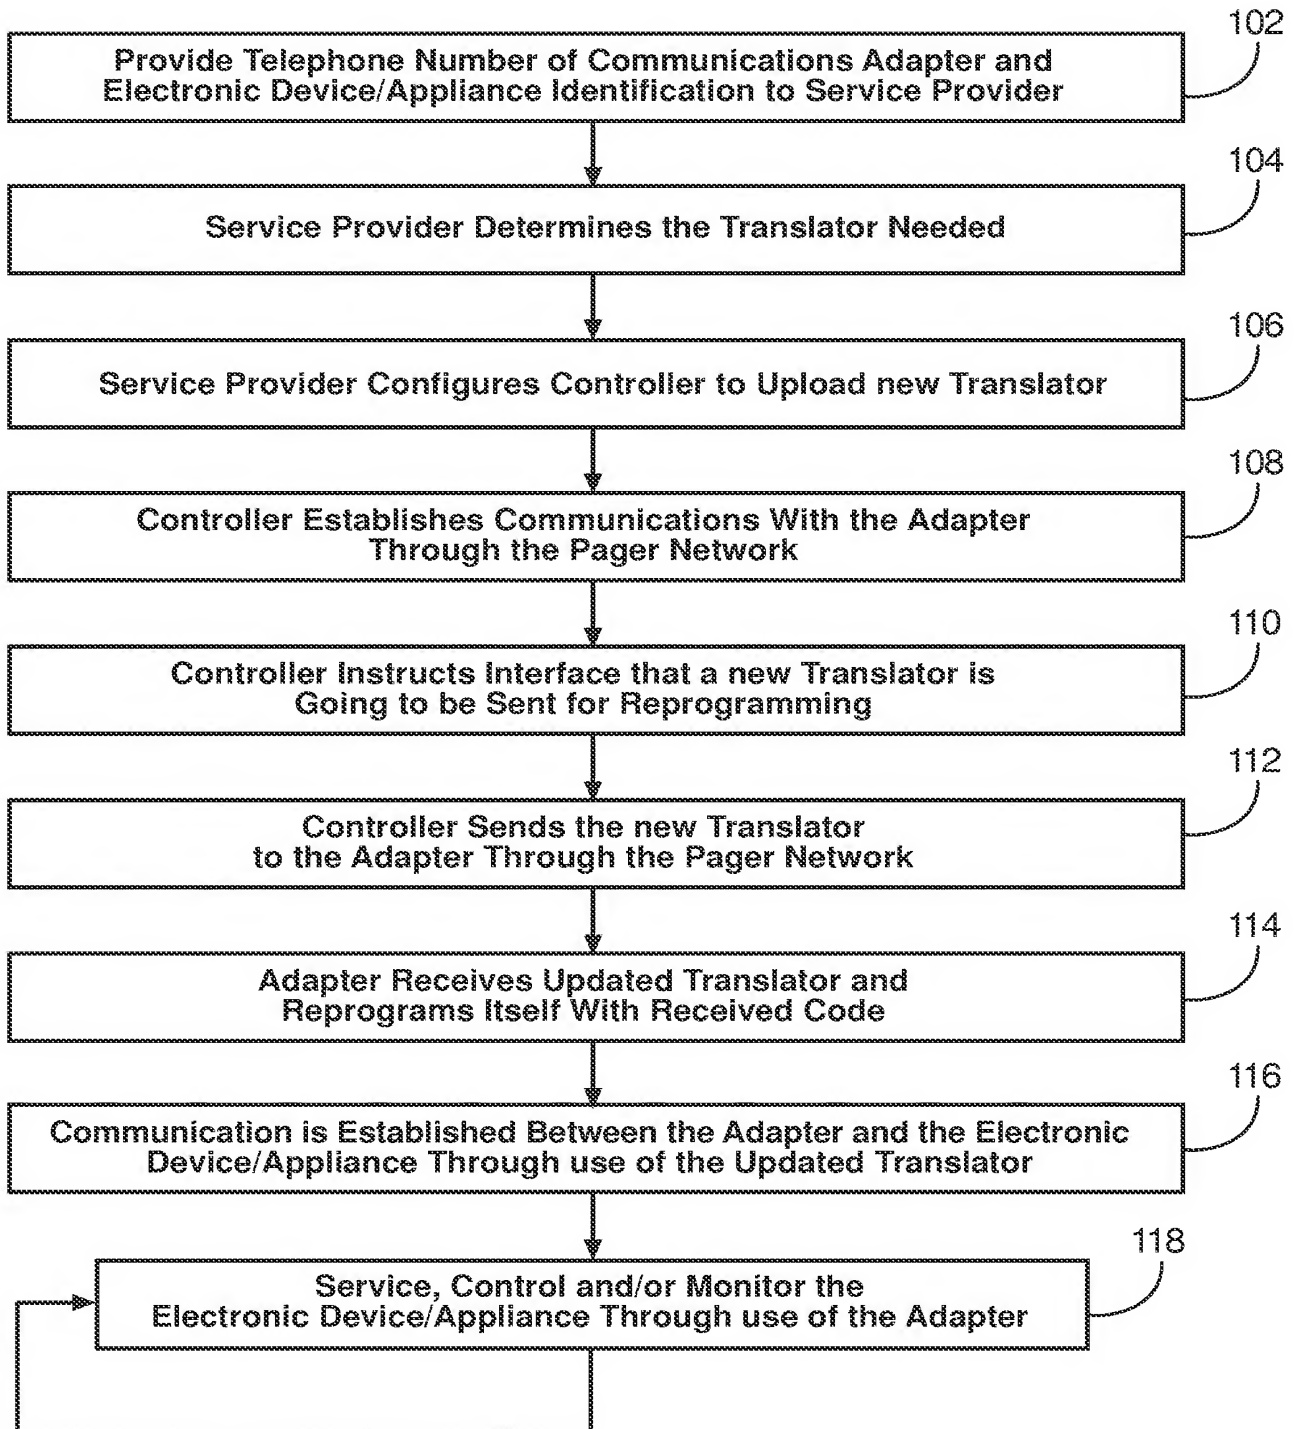 102
Provide Telephone Number of Communications Adapter and
Electronic Device/Appliance Identification to Service Provider
104
Service Provider Determines the Translator Needed
106
Service Provider Configures Controller to Upload new Translator
108
Controller Establishes Communications With the Adapter
Through the Pager Network
110
Controller Instructs Interface that a new Translator is
Going to be Sent for Reprogramming
112
Controller Sends the new Translator
to the Adapter Through the Pager Network
114
Adapter Receives Updated Translator and
Reprograms Itself With Received Code
116
Communication is Established Between the Adapter and the Electronic
Device/Appliance Through use of the Updated Translator
118
Service, Control and/or Monitor the
Electronic Device/Appliance Through use of the Adapter